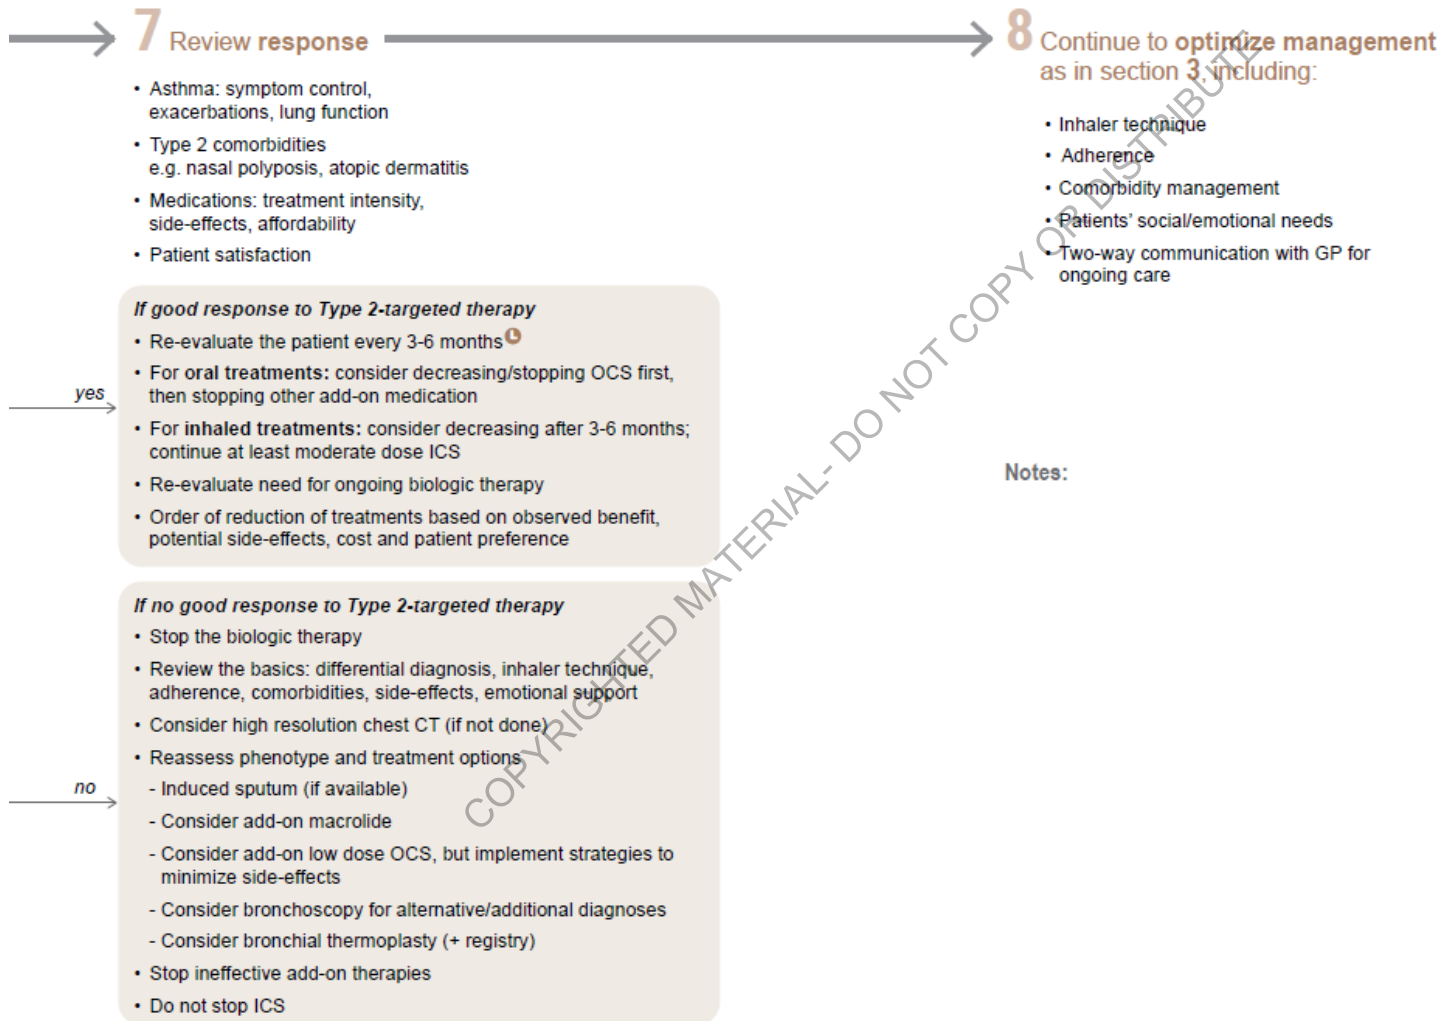 7 Review response
• Asthma: symptom control,
exacerbations, lung function
• Type 2 comorbidities
e.g. nasal polyposis, atopic dermatitis
• Medications: treatment intensity,
side-effects, affordability
• Patient satisfaction
yes
If good response to Type 2-targeted therapy
• Re-evaluate the patient every 3-6 months
• For oral treatments: consider decreasing/stopping OCS first,
then stopping other add-on medication
• For inhaled treatments: consider decreasing after 3-6 months;
continue at least moderate dose ICS
• Re-evaluate need for ongoing biologic therapy
• Order of reduction of treatments based on observed benefit,
potential side-effects, cost and patient preference
no
If no good response to Type 2-targeted therapy
• Stop the biologic therapy
• Review the basics: differential diagnosis, inhaler technique,
adherence, comorbidities, side-effects, emotional support
• Consider high resolution chest CT (if not done)
• Reassess phenotype and treatment options
- Induced sputum (if available)
- Consider add-on macrolide
- Consider add-on low dose OCS, but implement strategies to
minimize side-effects
- Consider bronchoscopy for alternative/additional diagnoses
- Consider bronchial thermoplasty (+ registry)
• Stop ineffective add-on therapies
• Do not stop ICS
8 Continue to optimize management
as in section 3, including:
• Inhaler technique
• Adherence
• Comorbidity management
• Patients' social/emotional needs
• Two-way communication with GP for
ongoing care
Notes:
COPYRIGHTED MATERIAL- DO NOT COPY OR DISTRIBUTE